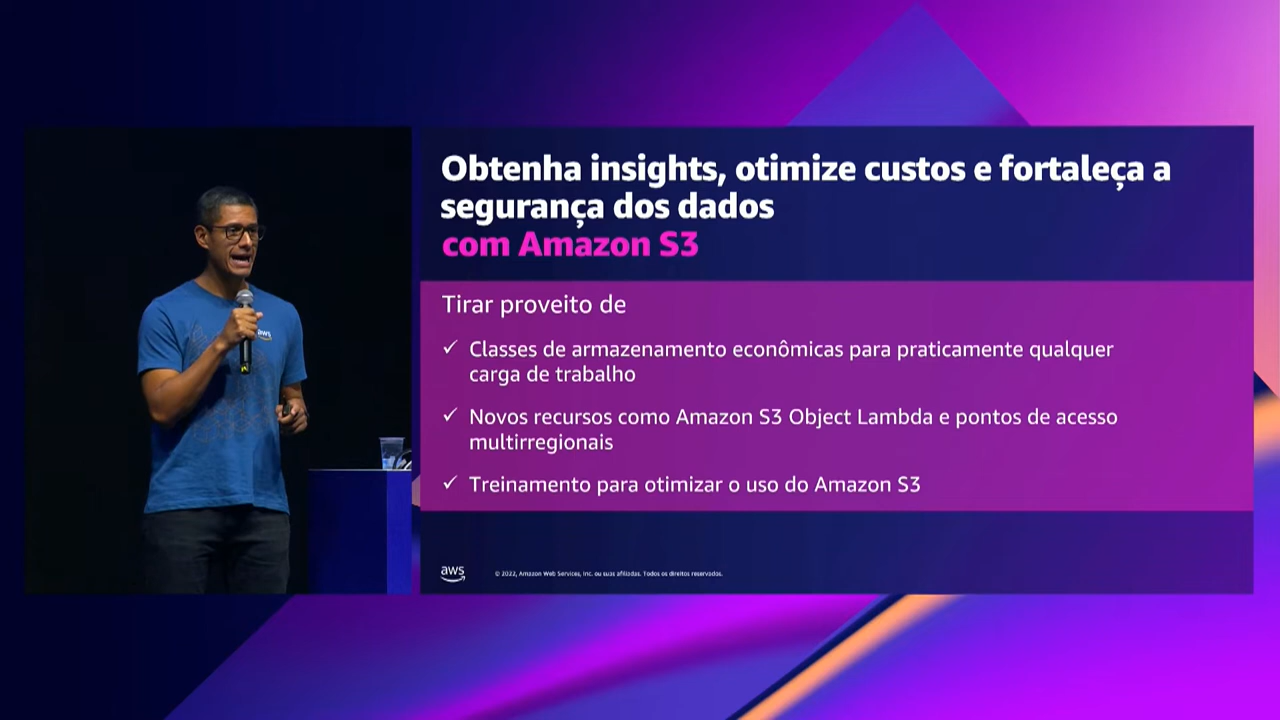 Obtenha insights, otimize custos e fortaleça a
segurança dos dados
com Amazon S3
Tirar proveito de
✓ Classes de armazenamento econômicas para praticamente qualquer
carga de trabalho
✓ Novos recursos como Amazon S3 Object Lambda e pontos de acesso
multirregionais
✓ Treinamento para otimizar o uso do Amazon S3
aws
© 2022, Amazon Web Services, Inc. ou suas afiliadas. Todos os direitos reservados.
aws